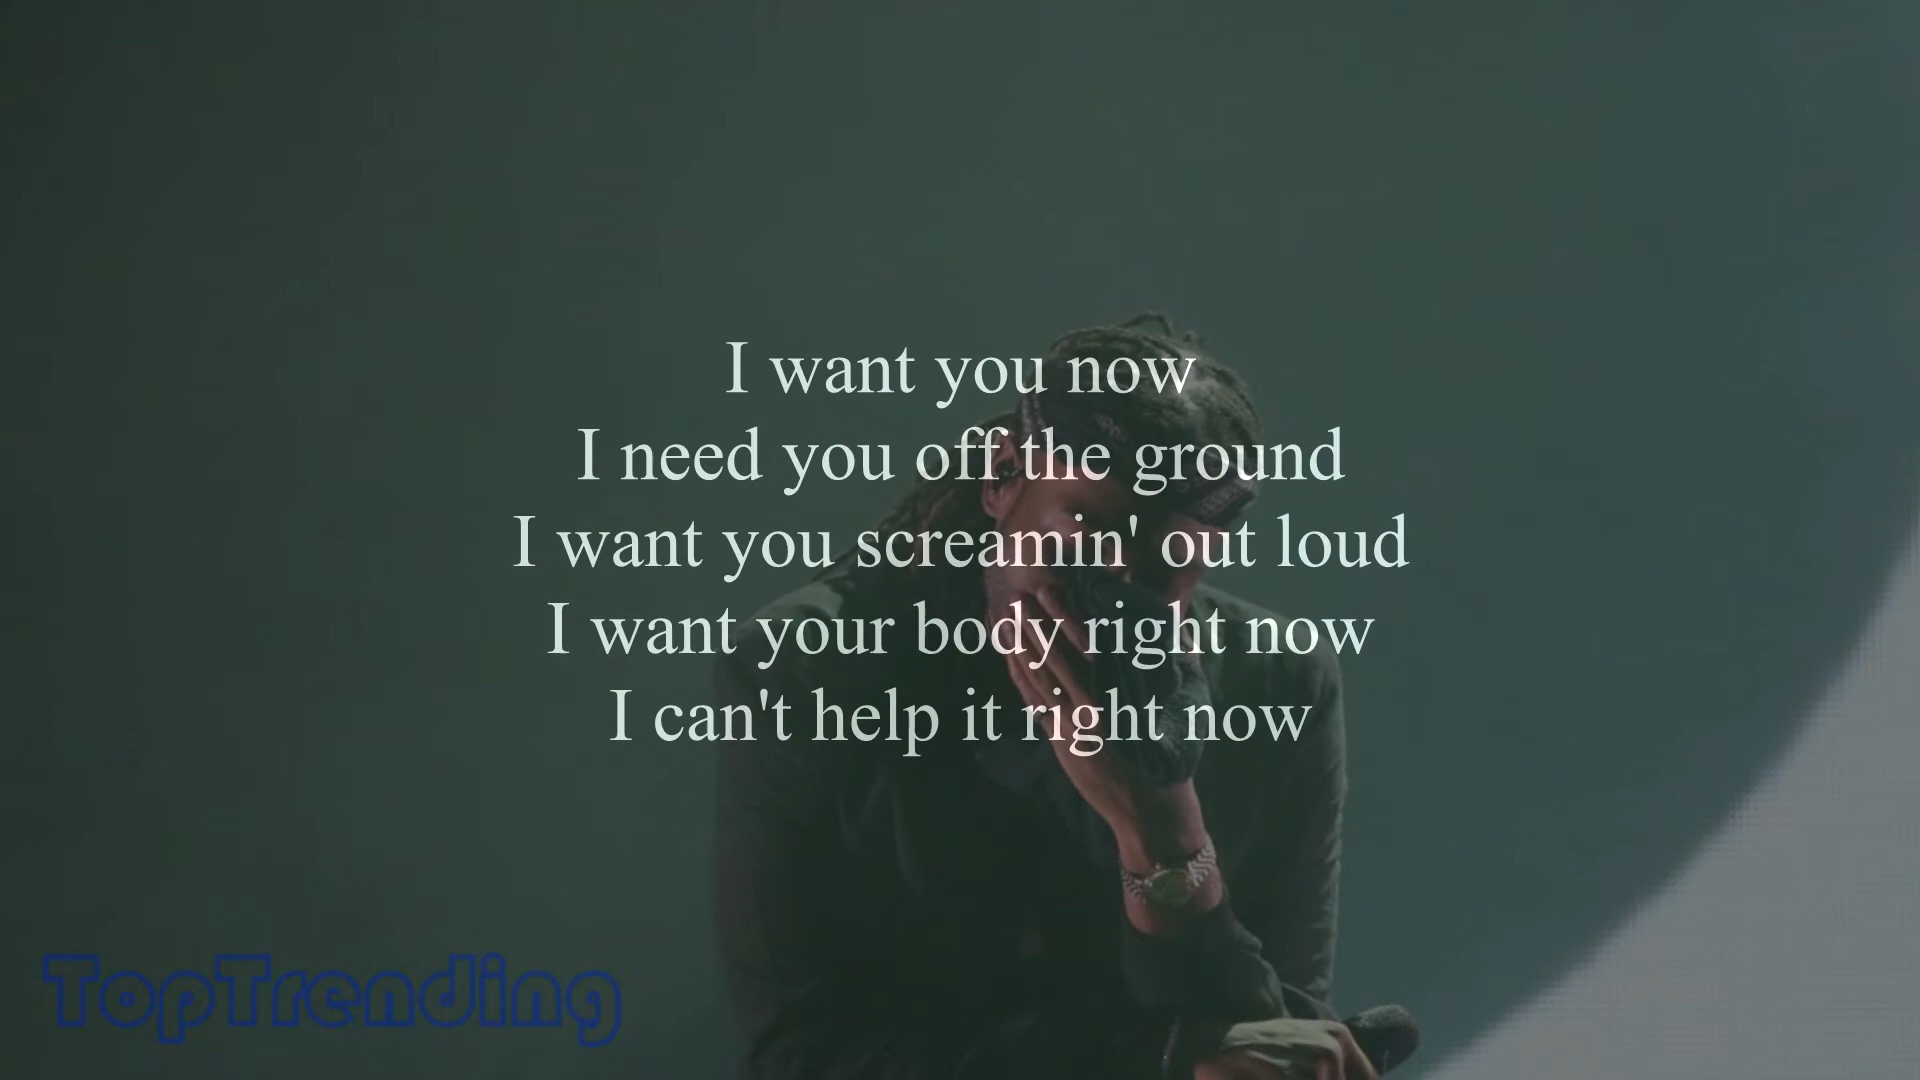 I want you now
I need you off the ground
I want you screamin' out loud
I want your body right now
I can't help it right now
TopTrending